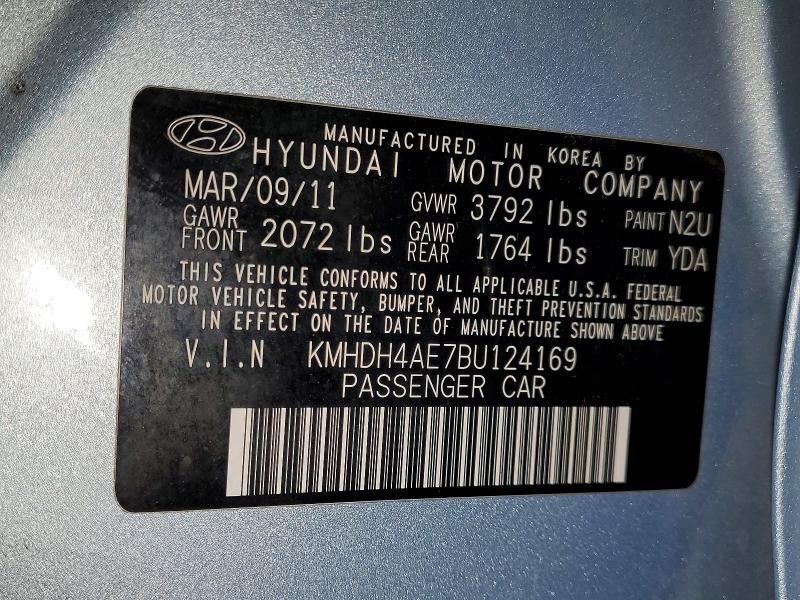 MANUFACTURED IN KOREA BY
HYUNDAI MOTOR COMPANY
MAR/09/11 GVWR 3792 lbs PAINT N2U
GAWR FRONT 2072 lbs GAWR REAR 1764 lbs TRIM YDA
THIS VEHICLE CONFORMS TO ALL APPLICABLE U.S.A. FEDERAL
MOTOR VEHICLE SAFETY, BUMPER, AND THEFT PREVENTION STANDARDS
IN EFFECT ON THE DATE OF MANUFACTURE SHOWN ABOVE
V.I.N KMHDH4AE7BU124169
PASSENGER CAR